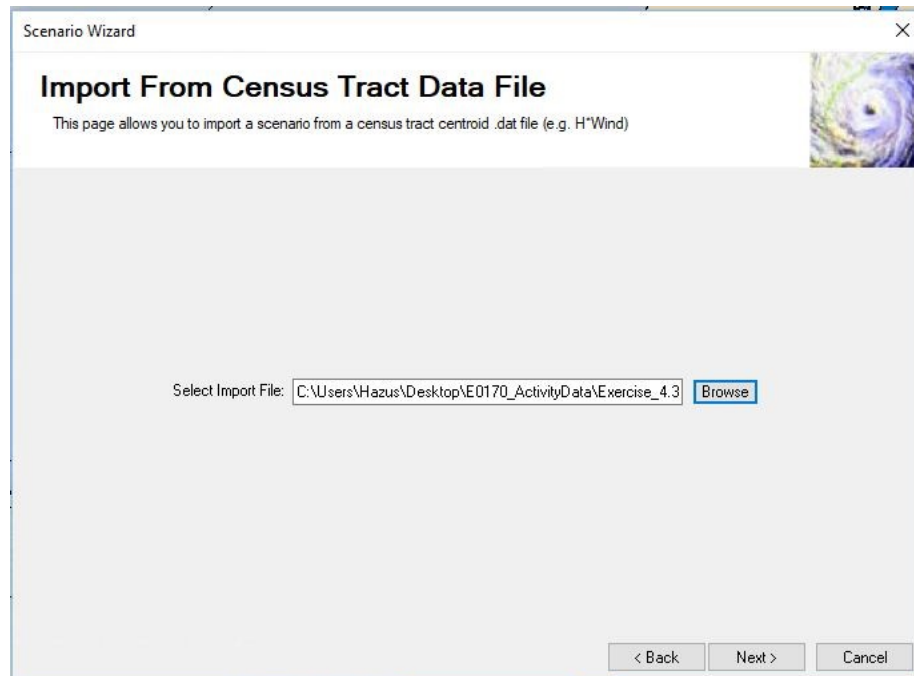 Scenario Wizard
Import From Census Tract Data File
This page allows you to import a scenario from a census tract centroid .dat file (e.g. H*Wind)
Select Import File: C:\Users\Hazus\Desktop\E0170_ActivityData\Exercise_4.3 Browse
< Back Next > Cancel